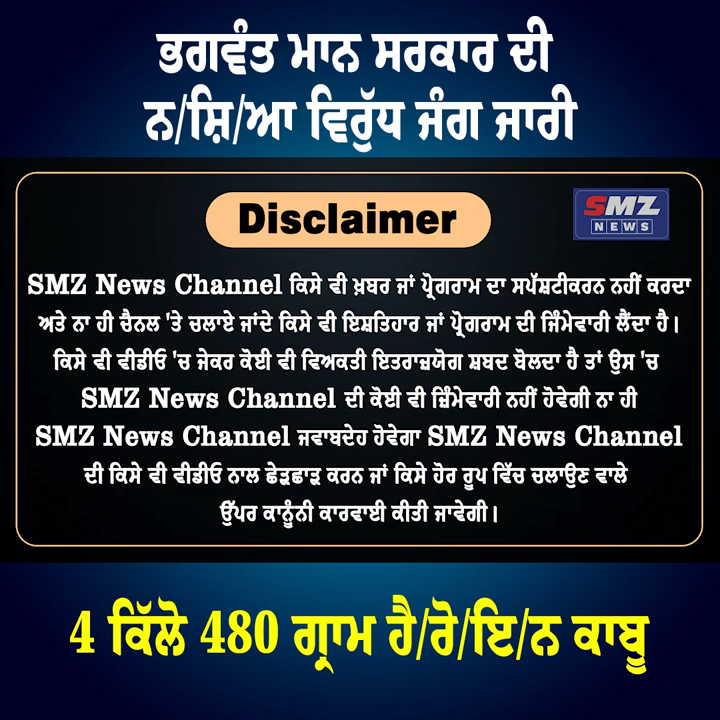 ਭਗਵੰਤ ਮਾਨ ਸਰਕਾਰ ਦੀ
ਨ/ਸ਼ਿ/ਆ ਵਿਰੁੱਧ ਜੰਗ ਜਾਰੀ
Disclaimer
SMZ
NEWS
SMZ News Channel ਕਿਸੇ ਵੀ ਖ਼ਬਰ ਜਾਂ ਪ੍ਰੋਗਰਾਮ ਦਾ ਸਪੱਸ਼ਟੀਕਰਨ ਨਹੀਂ ਕਰਦਾ
ਅਤੇ ਨਾ ਹੀ ਚੈਨਲ 'ਤੇ ਚਲਾਏ ਜਾਂਦੇ ਕਿਸੇ ਵੀ ਇਸ਼ਤਿਹਾਰ ਜਾਂ ਪ੍ਰੋਗਰਾਮ ਦੀ ਜਿੰਮੇਵਾਰੀ ਲੈਂਦਾ ਹੈ।
ਕਿਸੇ ਵੀ ਵੀਡੀਓ 'ਚ ਜੇਕਰ ਕੋਈ ਵੀ ਵਿਅਕਤੀ ਇਤਰਾਜ਼ਯੋਗ ਸ਼ਬਦ ਬੋਲਦਾ ਹੈ ਤਾਂ ਉਸ 'ਚ
SMZ News Channel ਦੀ ਕੋਈ ਵੀ ਜ਼ਿੰਮੇਵਾਰੀ ਨਹੀਂ ਹੋਵੇਗੀ ਨਾ ਹੀ
SMZ News Channel ਜਵਾਬਦੇਹ ਹੋਵੇਗਾ SMZ News Channel
ਦੀ ਕਿਸੇ ਵੀ ਵੀਡੀਓ ਨਾਲ ਛੇੜਛਾੜ ਕਰਨ ਜਾਂ ਕਿਸੇ ਹੋਰ ਰੂਪ ਵਿੱਚ ਚਲਾਉਣ ਵਾਲੇ
ਉੱਪਰ ਕਾਨੂੰਨੀ ਕਾਰਵਾਈ ਕੀਤੀ ਜਾਵੇਗੀ।
4 ਕਿੱਲੋ 480 ਗ੍ਰਾਮ ਹੈ/ਰੋ/ਇ/ਨ ਕਾਬੂ